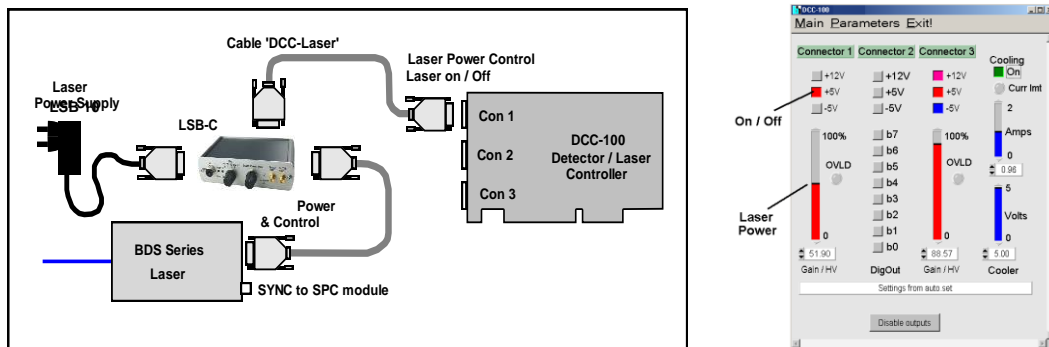 Cable 'DCC-Laser'
Laser Power Control
Laser on / Off
Laser
Power Supply
LSB-10
LSB-C
Con 1
Con 2
Con 3
DCC-100
Detector / Laser
Controller
Power
& Control
BDS Series
Laser
SYNC to SPC module
On / Off
Laser
Power
DCC-100
Main Parameters Exit!
Connector 1 Connector 2 Connector 3
Cooling
On
+12V +12V +12V
Curr lmt
+5V +5V +5V
-5V -5V -5V
2
Amps
0
0.96
100% b7 100%
b6
OVLD b5 OVLD
b4
b3
b2
b1
0 b0 0
5
Volts
0
51.90 88.57 5.00
Gain / HV DigOut Gain / HV Cooler
Settings from auto set
Disable outputs